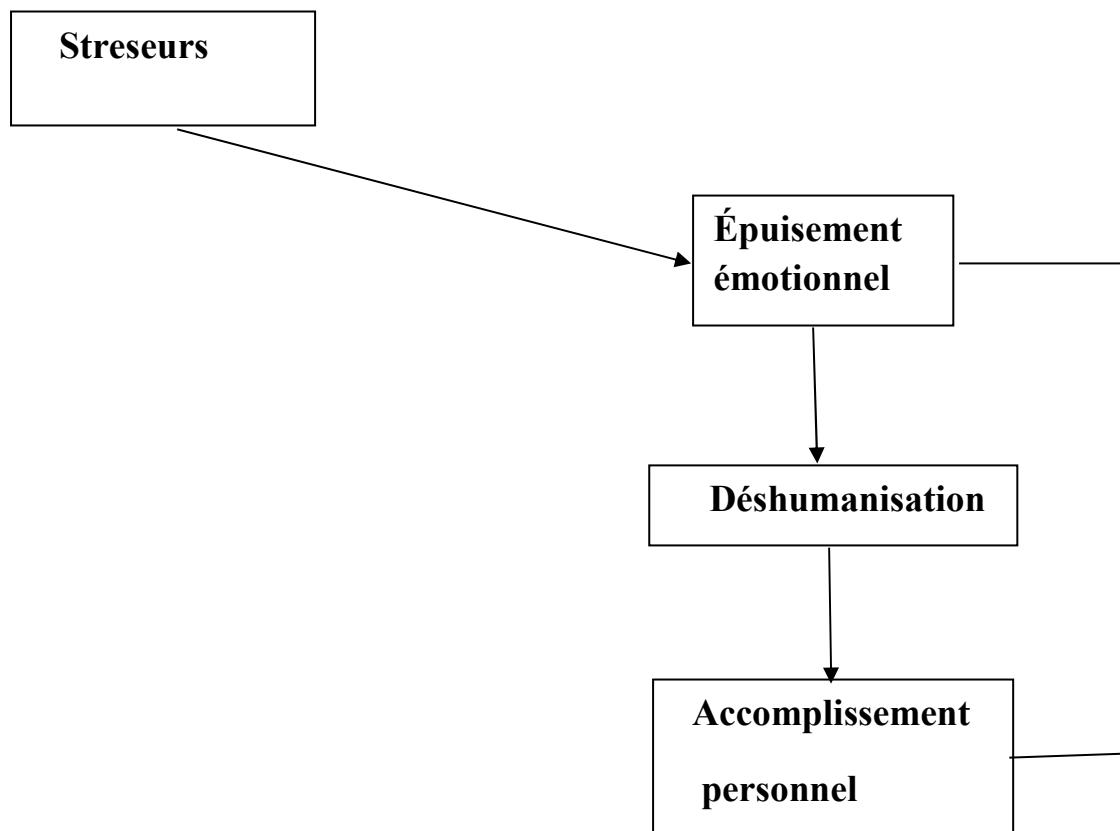 Streseurs
Épuisement
émotionnel
Déshumanisation
Accomplissement
personnel